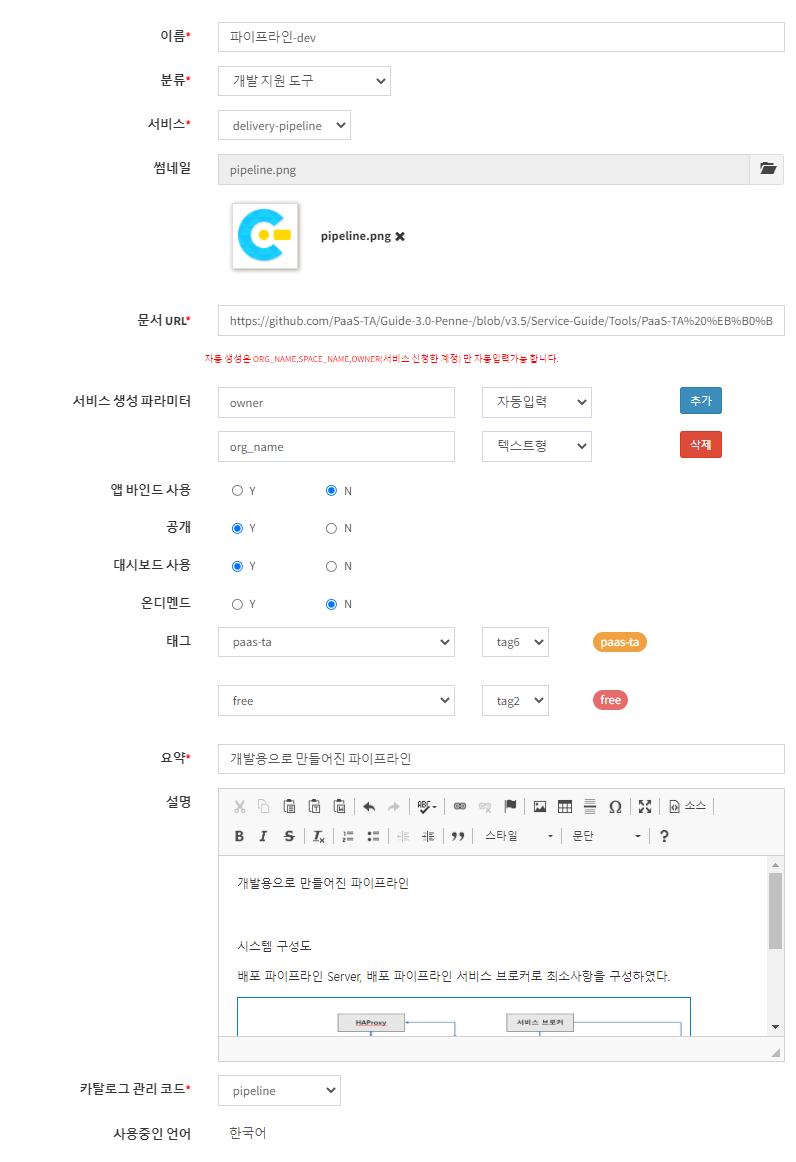 이름* 파이프라인-dev
분류* 개발 지원 도구
서비스* delivery-pipeline
썸네일 pipeline.png
pipeline.png ✖
문서 URL* https://github.com/PaaS-TA/Guide-3.0-Penne-/blob/v3.5/Service-Guide/Tools/PaaS-TA%20%EB%B0%B
자동 생성은 ORG_NAME,SPACE_NAME,OWNER(서비스 신청한 계정) 만 자동입력가능 합니다.
서비스 생성 파라미터 owner 자동입력 추가
org_name 텍스트형 삭제
앱 바인드 사용 Y N
공개 Y N
대시보드 사용 Y N
온디멘드 Y N
태그 paas-ta tag6 paas-ta
free tag2 free
요약* 개발용으로 만들어진 파이프라인
설명 ABC 소스
B I S Ix 스타일 문단 ?
개발용으로 만들어진 파이프라인
시스템 구성도
배포 파이프라인 Server, 배포 파이프라인 서비스 브로커로 최소사항을 구성하였다.
HAProxy 서비스 브로커
카탈로그 관리 코드* pipeline
사용중인 언어 한국어